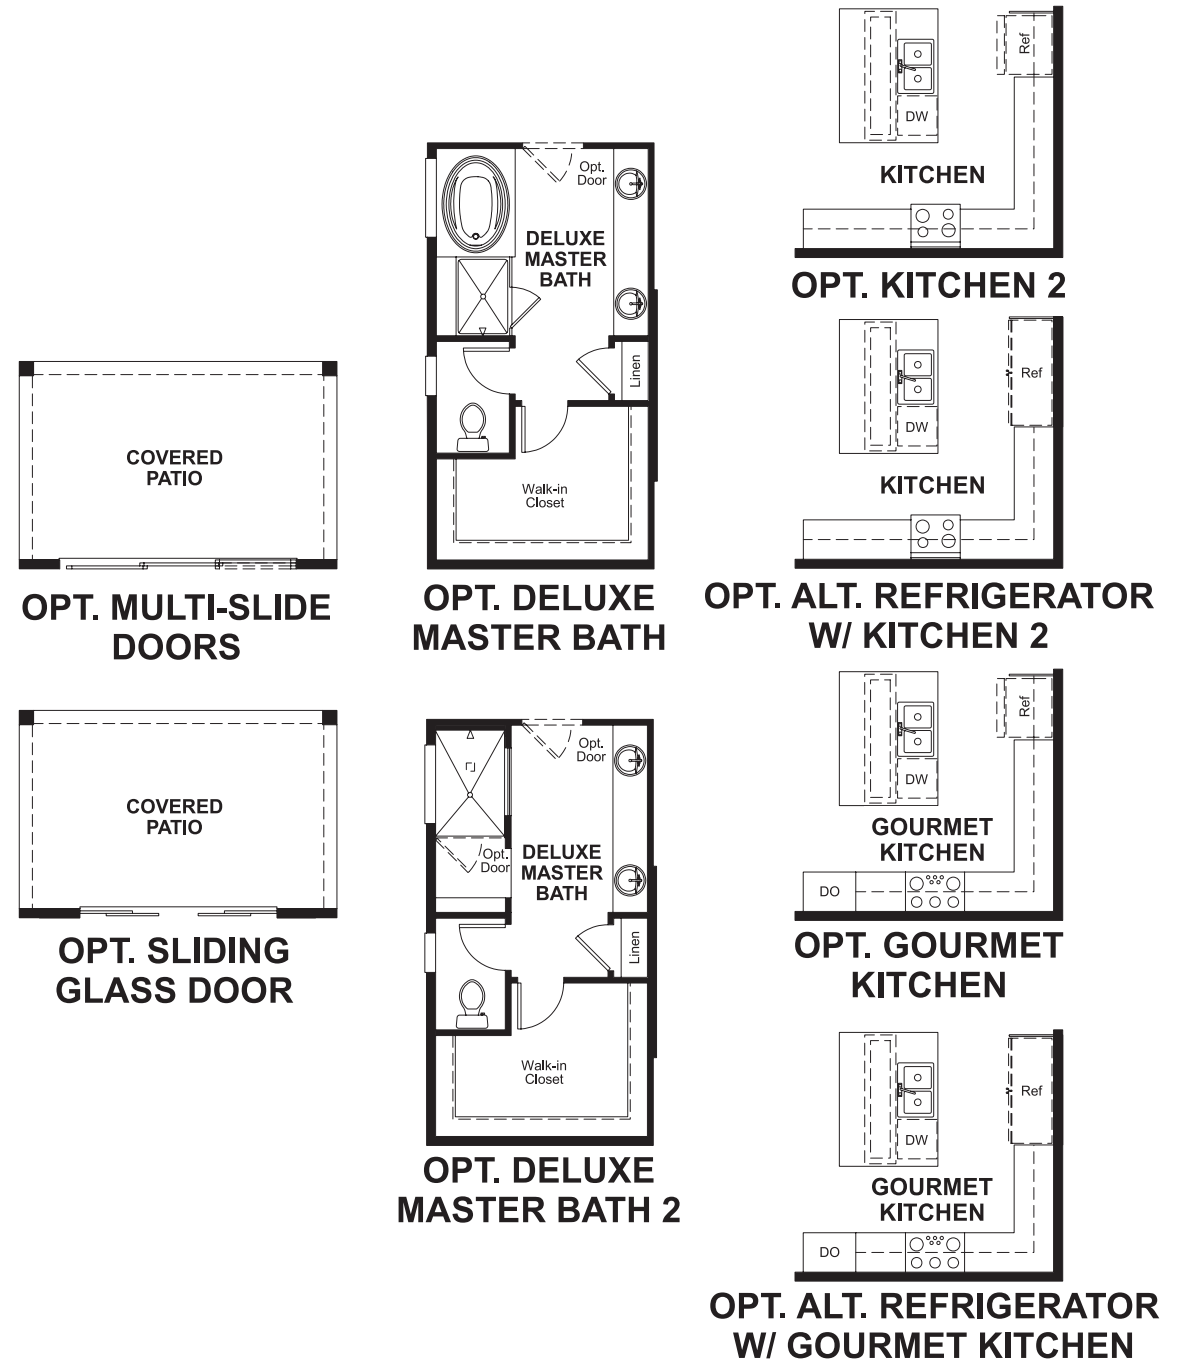 COVERED
PATIO
OPT. MULTI-SLIDE
DOORS
COVERED
PATIO
OPT. SLIDING
GLASS DOOR
Opt.
Door
DELUXE
MASTER
BATH
Linen
Walk-in
Closet
OPT. DELUXE
MASTER BATH
Opt.
Door
Opt.
Door
DELUXE
MASTER
BATH
Linen
Walk-in
Closet
OPT. DELUXE
MASTER BATH 2
Ref
DW
KITCHEN
OPT. KITCHEN 2
Ref
DW
KITCHEN
OPT. ALT. REFRIGERATOR
W/ KITCHEN 2
Ref
DW
GOURMET
KITCHEN
DO
OPT. GOURMET
KITCHEN
Ref
DW
GOURMET
KITCHEN
DO
OPT. ALT. REFRIGERATOR
W/ GOURMET KITCHEN